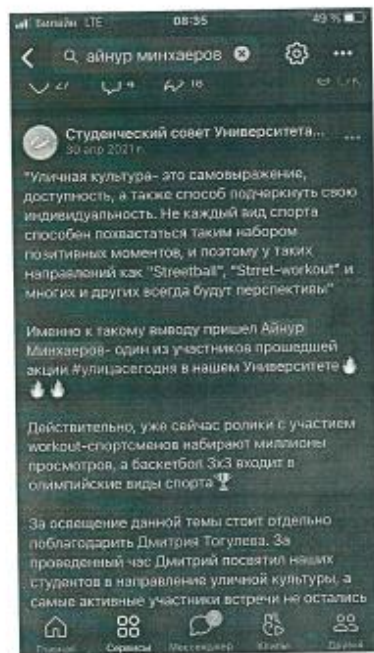 Билайн LTE 08:35 49 %
айнур минхаеров
27 4 16
Студенческий совет Университета...
30 апр 2021 г.
"Уличная культура- это самовыражение,
доступность, а также способ подчеркнуть свою
индивидуальность. Не каждый вид спорта
способен похвастаться таким набором
позитивных моментов, и поэтому у таких
направлений как "Streetball", "Street-workout" и
многих и других всегда будут перспективы"
Именно к такому выводу пришел Айнур
Минхаеров- один из участников прошедшей
акции #улицасегодня в нашем Университете
Действительно, уже сейчас ролики с участием
workout-спортсменов набирают миллионы
просмотров, а баскетбол 3х3 входит в
олимпийские виды спорта
За освещение данной темы стоит отдельно
поблагодарить Дмитрия Тогулева. За
проведенный час Дмитрий посвятил наших
студентов в направление уличной культуры, а
самые активные участники встречи не остались
Главная Сервисы Мессенджер Клипы Друзья